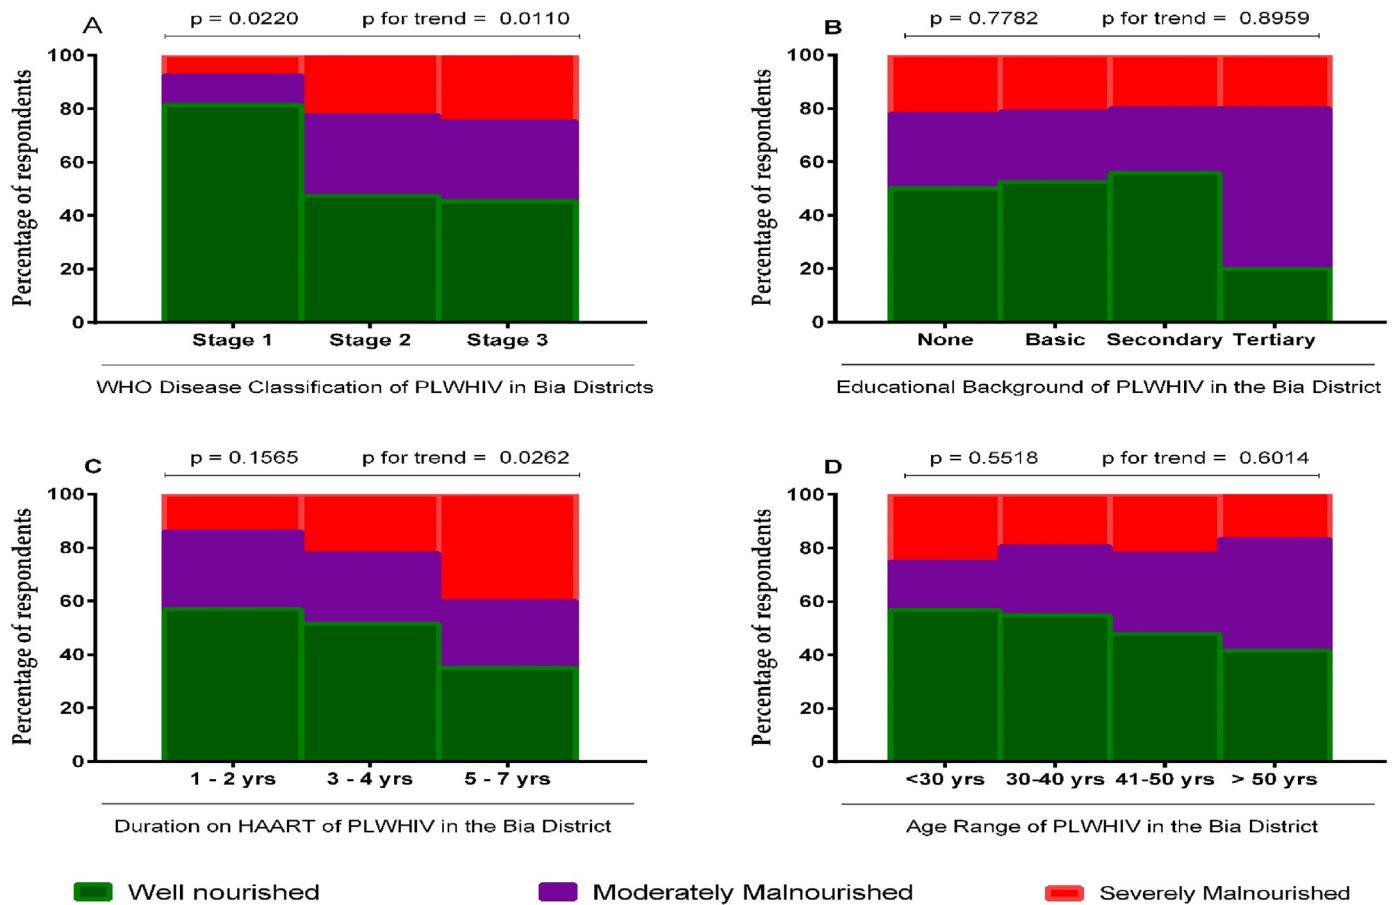 A
p = 0.0220 p for trend = 0.0110
Percentage of respondents
100
80
60
40
20
0
Stage 1 Stage 2 Stage 3
WHO Disease Classification of PLWHIV in Bia Districts
B
p = 0.7782 p for trend = 0.8959
Percentage of respondents
100
80
60
40
20
0
None Basic Secondary Tertiary
Educational Background of PLWHIV in the Bia District
C
p = 0.1565 p for trend = 0.0262
Percentage of respondents
100
80
60
40
20
0
1 - 2 yrs 3 - 4 yrs 5 - 7 yrs
Duration on HAART of PLWHIV in the Bia District
D
p = 0.5518 p for trend = 0.6014
Percentage of respondents
100
80
60
40
20
0
<30 yrs 30-40 yrs 41-50 yrs > 50 yrs
Age Range of PLWHIV in the Bia District
Well nourished Moderately Malnourished Severely Malnourished